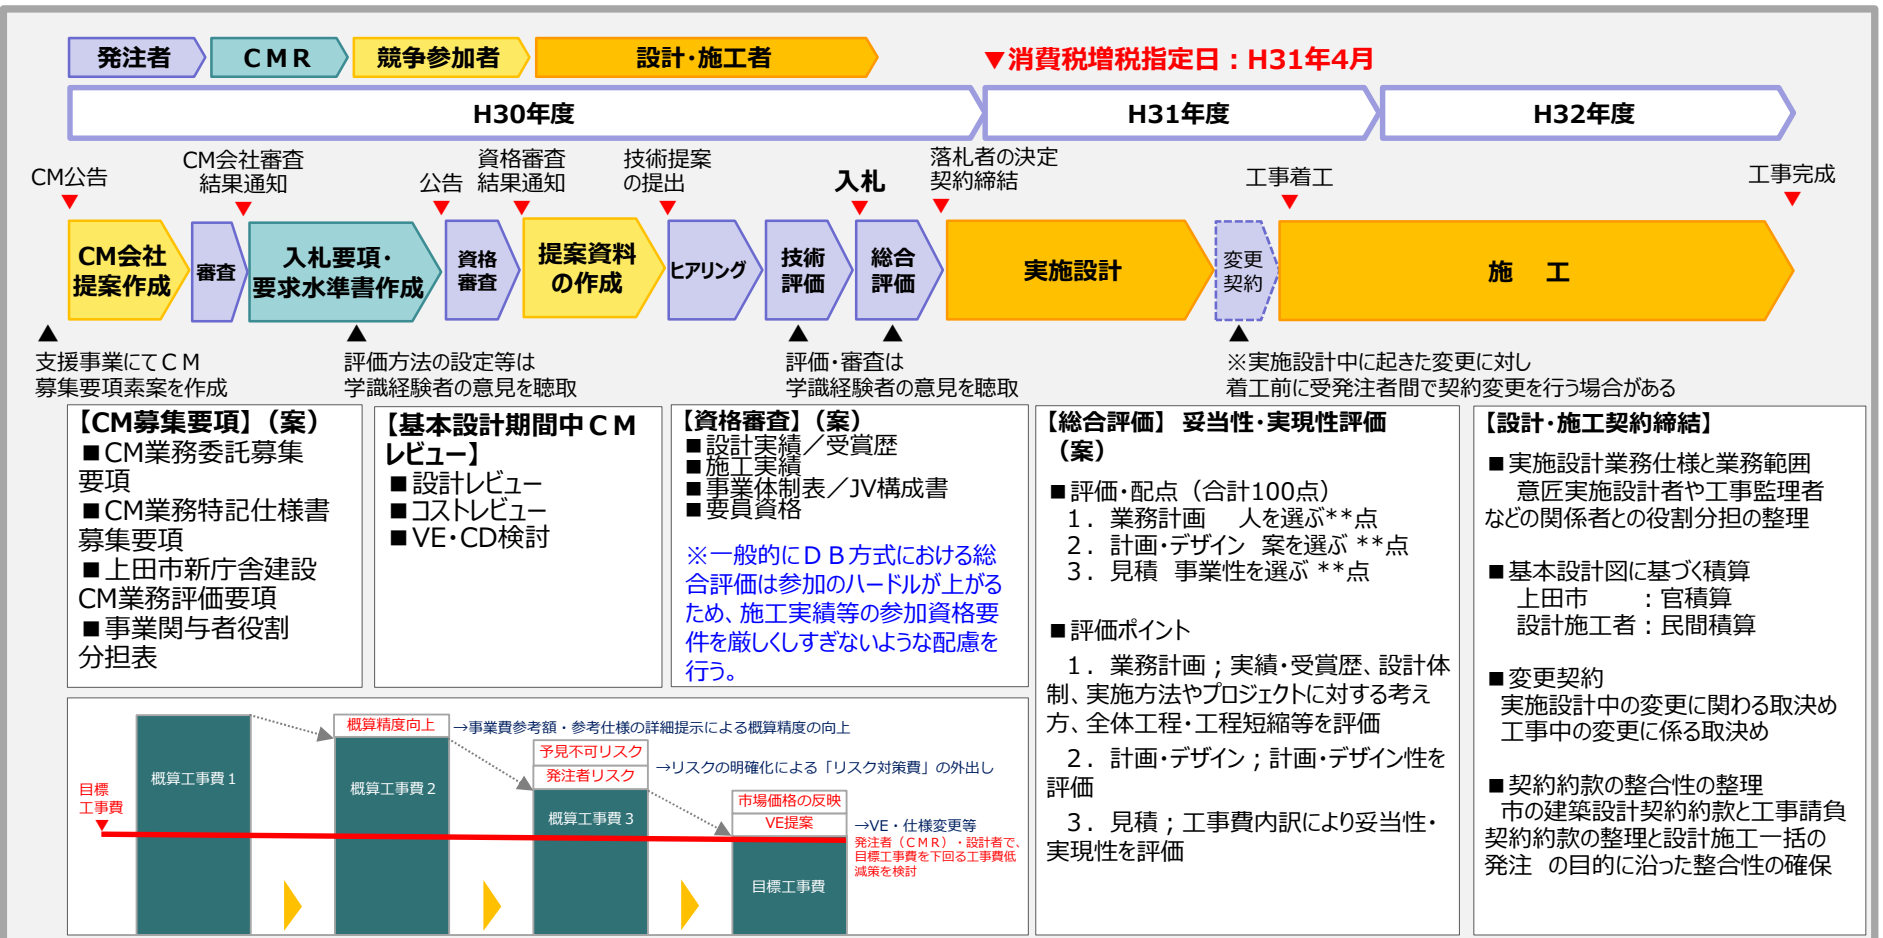 発注者
CMR
競争参加者
設計・施工者
▼消費税増税指定日：H31年4月
H30年度
H31年度
H32年度
CM公告
CM会社審査
結果通知
公告
資格審査
結果通知
技術提案
の提出
入札
落札者の決定
契約締結
工事着工
工事完成
CM会社
提案作成
審査
入札要項・
要求水準書作成
資格
審査
提案資料
の作成
ヒアリング
技術
評価
総合
評価
実施設計
変更
契約
施　工
支援事業にてＣＭ
募集要項素案を作成
評価方法の設定等は
学識経験者の意見を聴取
評価・審査は
学識経験者の意見を聴取
※実施設計中に起きた変更に対し
着工前に受発注者間で契約変更を行う場合がある
【CM募集要項】（案）
■CM業務委託募集
要項
■CM業務特記仕様書
募集要項
■上田市新庁舎建設
CM業務評価要項
■事業関与者役割
分担表
【基本設計期間中ＣＭ
レビュー】
■設計レビュー
■コストレビュー
■VE・CD検討
【資格審査】（案）
■設計実績／受賞歴
■施工実績
■事業体制表／JV構成書
■要員資格
※一般的にＤＢ方式における総
合評価は参加のハードルが上がる
ため、施工実績等の参加資格要
件を厳しくしすぎないような配慮を
行う。
【総合評価】 妥当性・実現性評価
（案）
■評価・配点（合計100点）
１．業務計画　人を選ぶ**点
２．計画・デザイン　案を選ぶ **点
３．見積　事業性を選ぶ **点
■評価ポイント
１．業務計画；実績・受賞歴、設計体
制、実施方法やプロジェクトに対する考え
方、全体工程・工程短縮等を評価
２．計画・デザイン；計画・デザイン性を
評価
３．見積；工事費内訳により妥当性・
実現性を評価
【設計・施工契約締結】
■実施設計業務仕様と業務範囲
意匠実施設計者や工事監理者
などの関係者との役割分担の整理
■基本設計図に基づく積算
上田市　　：官積算
設計施工者：民間積算
■変更契約
実施設計中の変更に関わる取決め
工事中の変更に係る取決め
■契約約款の整合性の整理
市の建築設計契約約款と工事請負
契約約款の整理と設計施工一括の
発注　の目的に沿った整合性の確保
目標
工事費
概算工事費１
概算精度向上
→事業費参考額・参考仕様の詳細提示による概算精度の向上
概算工事費２
予見不可リスク
発注者リスク
→リスクの明確化による「リスク対策費」の外出し
概算工事費３
市場価格の反映
VE提案
→VE・仕様変更等
発注者（ＣＭＲ）・設計者で、
目標工事費を下回る工事費低
減策を検討
目標工事費